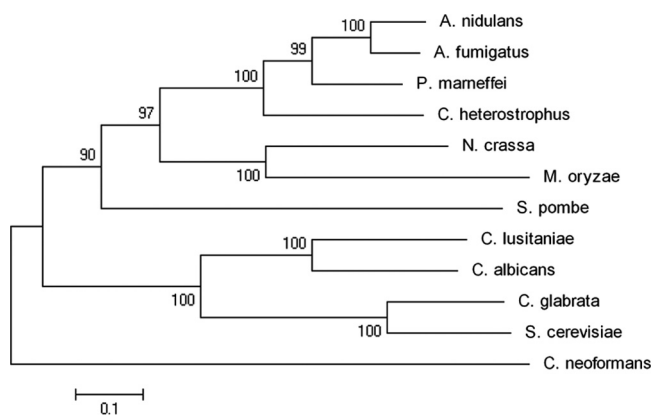 100
A. nidulans
A. fumigatus
99
P. marneffei
100
C. heterostrophus
97
N. crassa
100
M. oryzae
90
S. pombe
100
C. lusitaniae
C. albicans
100
C. glabrata
100
S. cerevisiae
C. neoformans
0.1